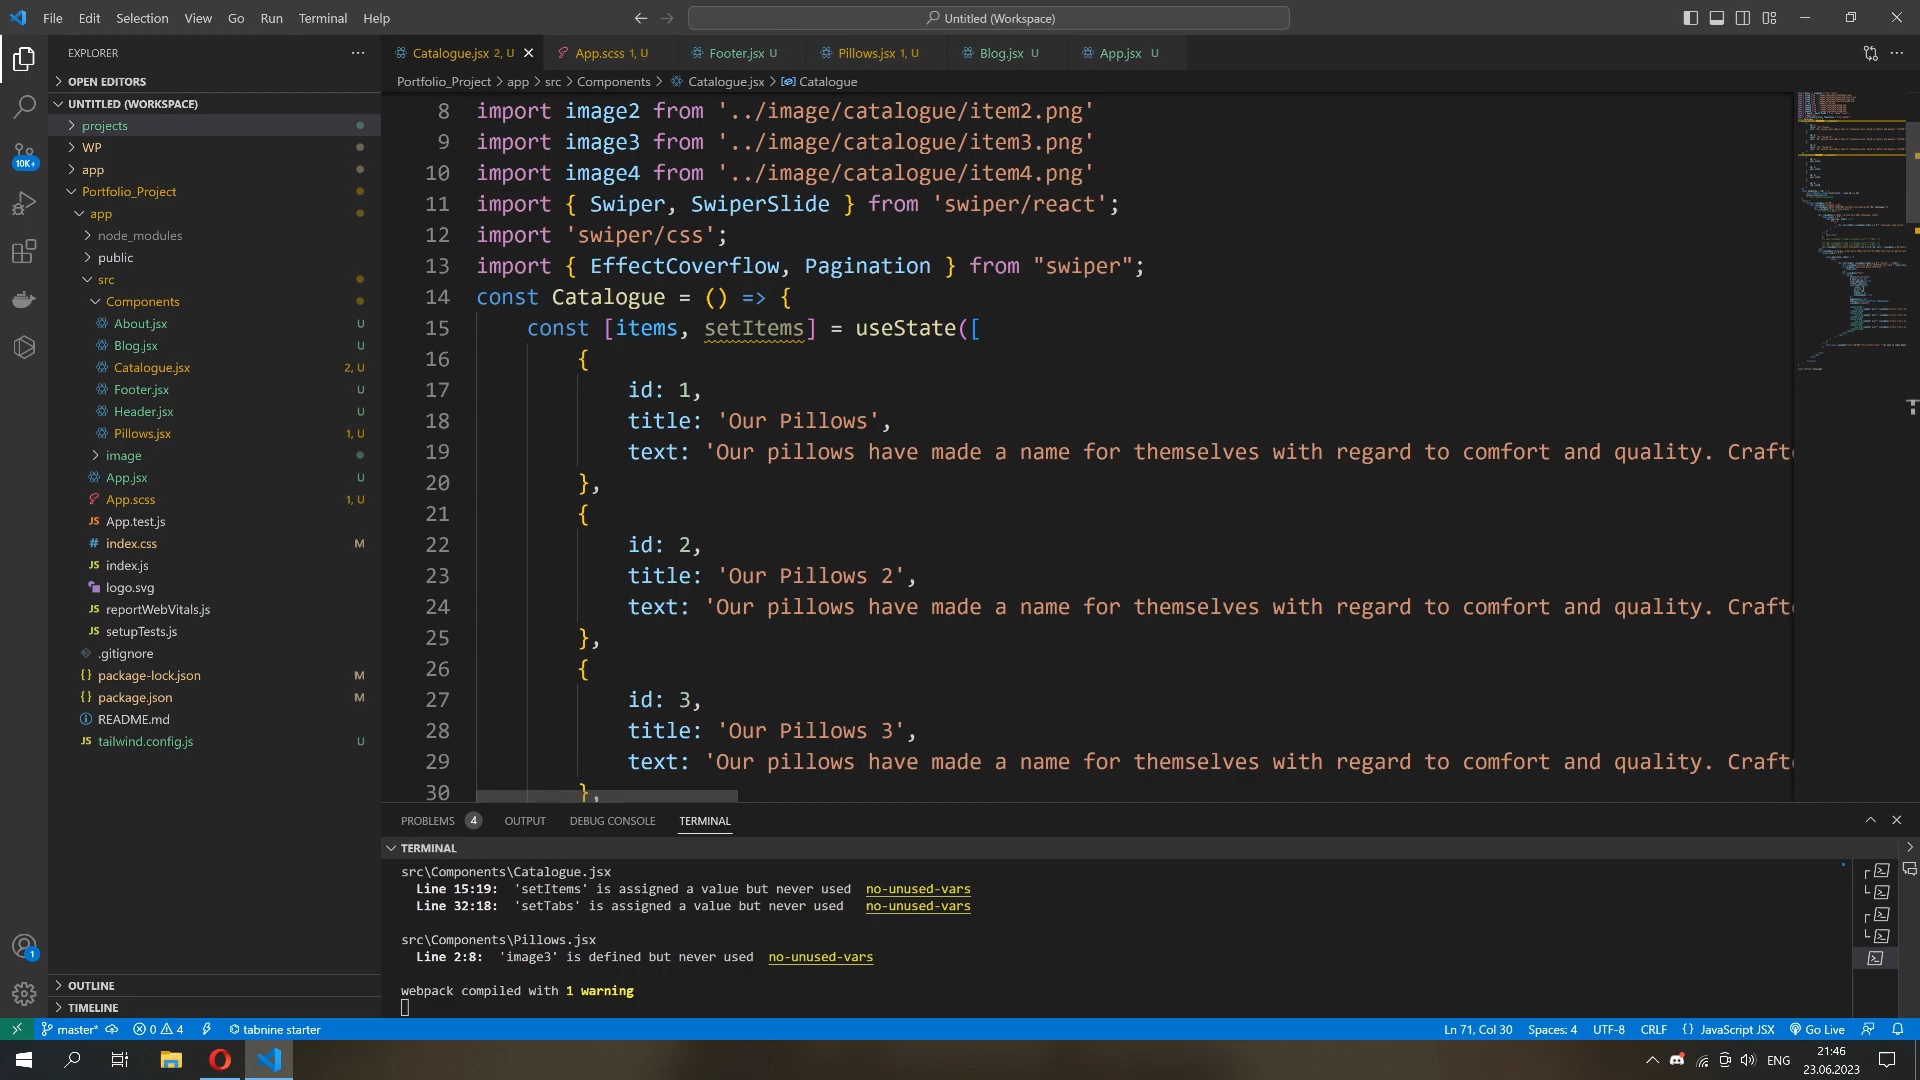 File Edit Selection View Go Run Terminal Help
Untitled (Workspace)
EXPLORER
OPEN EDITORS
UNTITLED (WORKSPACE)
projects
WP
app
Portfolio_Project
app
node_modules
public
src
Components
About.jsx U
Blog.jsx U
Catalogue.jsx 2, U
Footer.jsx U
Header.jsx U
Pillows.jsx 1, U
image
App.jsx U
App.scss 1, U
JS App.test.js
# index.css M
JS index.js
logo.svg
JS reportWebVitals.js
JS setupTests.js
.gitignore
{} package-lock.json M
{} package.json M
README.md
JS tailwind.config.js U
OUTLINE
TIMELINE
10K+
1
Catalogue.jsx 2, U App.scss 1, U Footer.jsx U Pillows.jsx 1, U Blog.jsx U App.jsx U
Portfolio_Project > app > src > Components > Catalogue.jsx > Catalogue
8 import image2 from '../image/catalogue/item2.png'
9 import image3 from '../image/catalogue/item3.png'
10 import image4 from '../image/catalogue/item4.png'
11 import { Swiper, SwiperSlide } from 'swiper/react';
12 import 'swiper/css';
13 import { EffectCoverflow, Pagination } from "swiper";
14 const Catalogue = () => {
15 const [items, setItems] = useState([
16 {
17 id: 1,
18 title: 'Our Pillows',
19 text: 'Our pillows have made a name for themselves with regard to comfort and quality. Craft
20 },
21 {
22 id: 2,
23 title: 'Our Pillows 2',
24 text: 'Our pillows have made a name for themselves with regard to comfort and quality. Craft
25 },
26 {
27 id: 3,
28 title: 'Our Pillows 3',
29 text: 'Our pillows have made a name for themselves with regard to comfort and quality. Craft
30 },
PROBLEMS 4 OUTPUT DEBUG CONSOLE TERMINAL
TERMINAL
src\Components\Catalogue.jsx
Line 15:19: 'setItems' is assigned a value but never used no-unused-vars
Line 32:18: 'setTabs' is assigned a value but never used no-unused-vars
src\Components\Pillows.jsx
Line 2:8: 'image3' is defined but never used no-unused-vars
webpack compiled with 1 warning
master* 0 4 tabnine starter Ln 71, Col 30 Spaces: 4 UTF-8 CRLF {} JavaScript JSX Go Live
ENG
21:46
23.06.2023